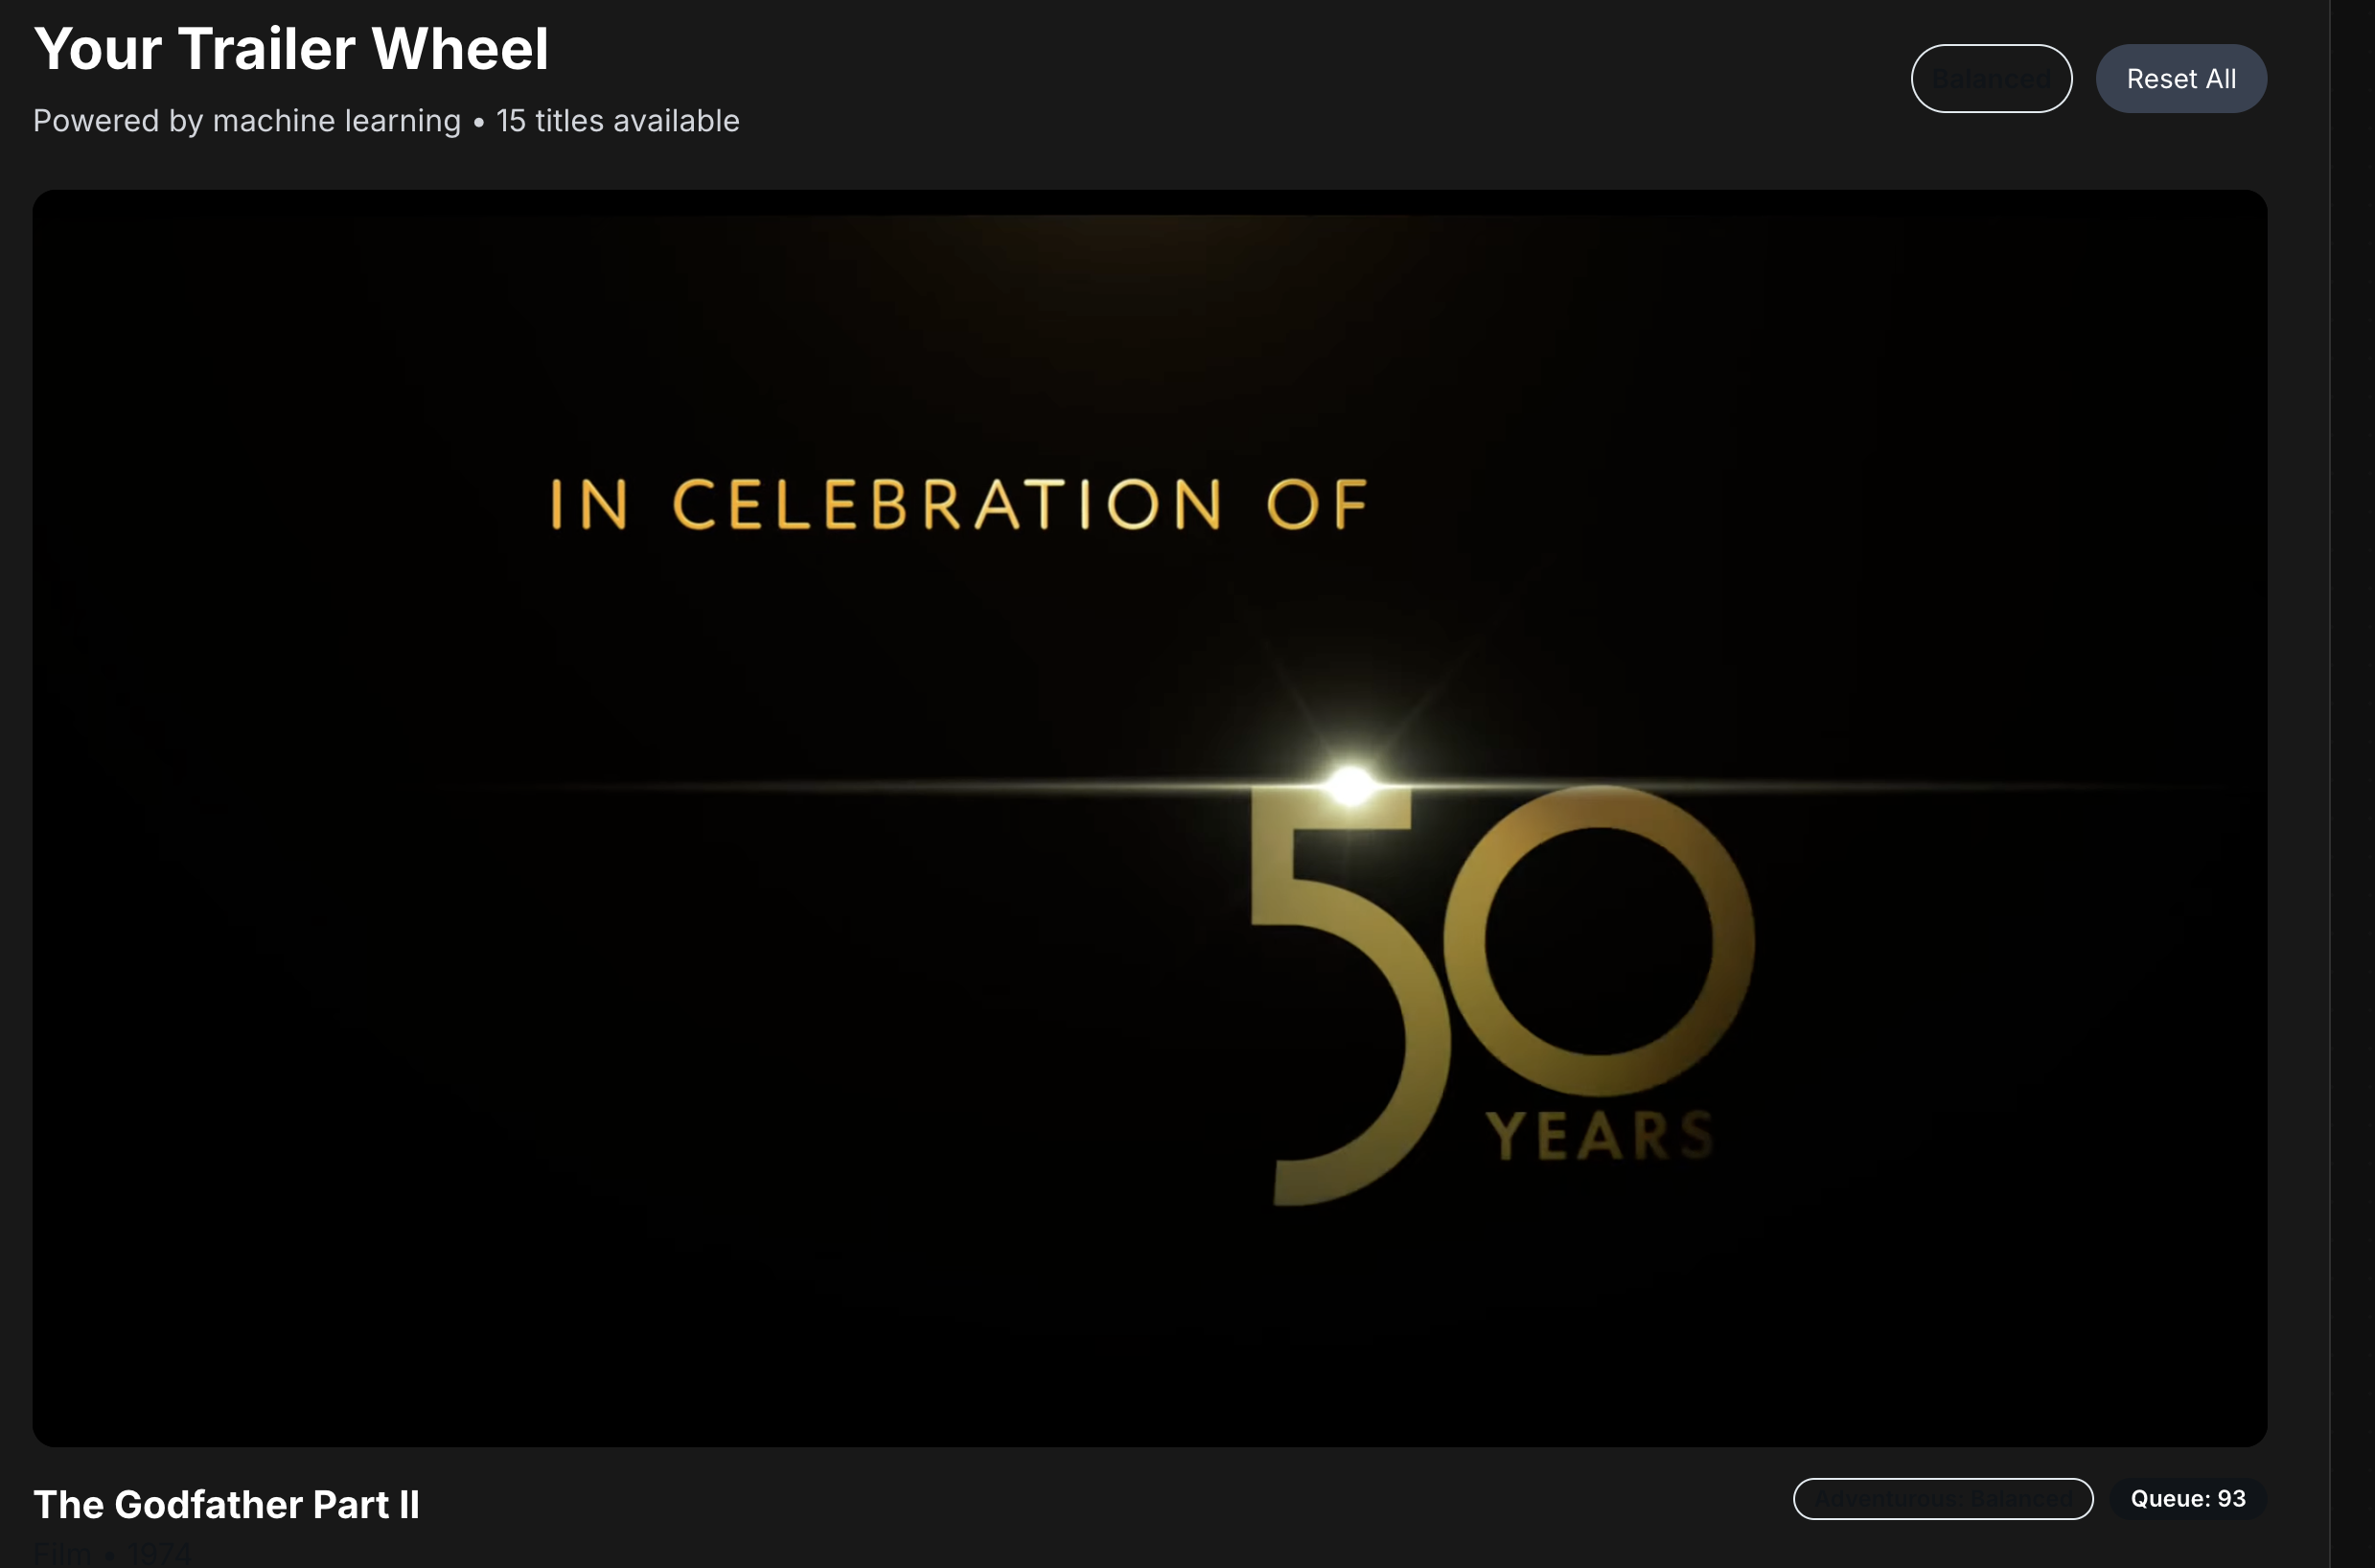 Your Trailer Wheel
Balanced
Reset All
Powered by machine learning • 15 titles available
IN CELEBRATION OF
50
YEARS
The Godfather Part II
Adventurous: Balanced
Queue: 93
Film • 1974